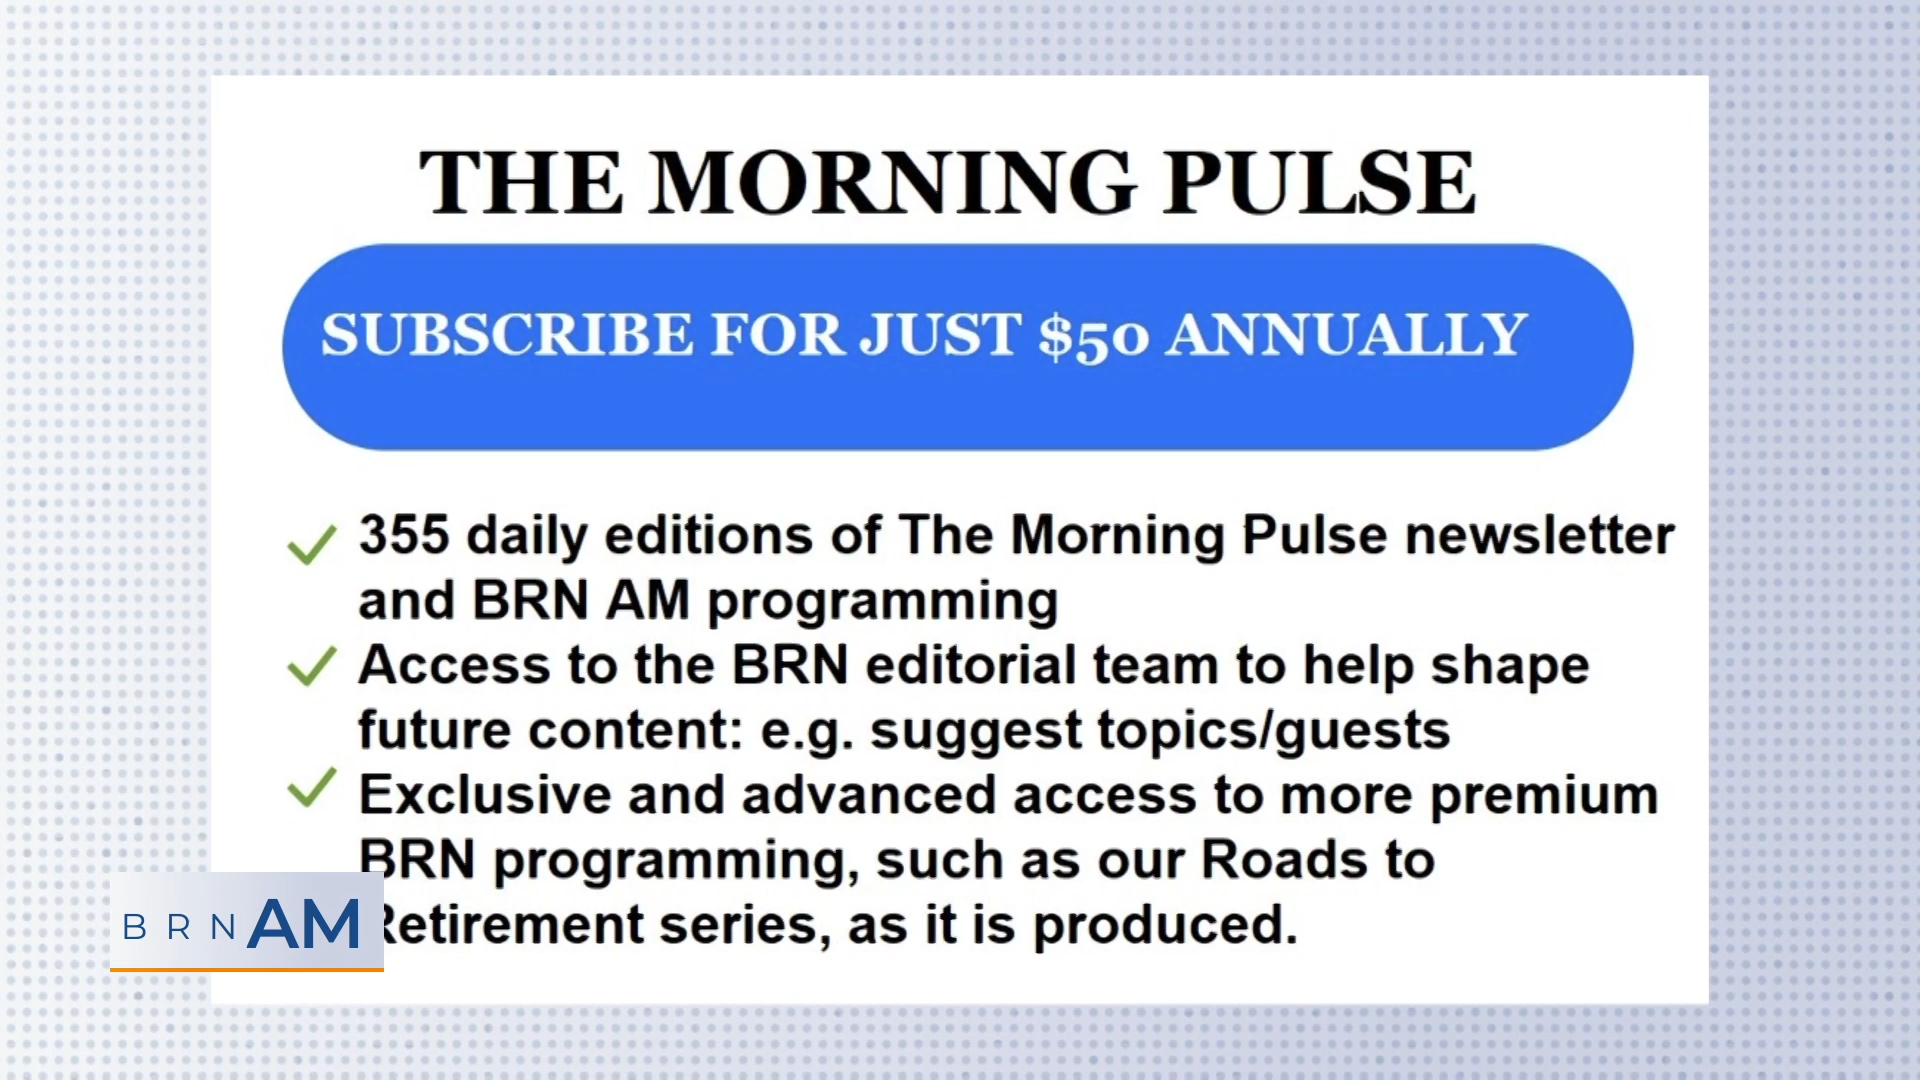 THE MORNING PULSE
SUBSCRIBE FOR JUST $50 ANNUALLY
355 daily editions of The Morning Pulse newsletter
and BRN AM programming
Access to the BRN editorial team to help shape
future content: e.g. suggest topics/guests
Exclusive and advanced access to more premium
BRN programming, such as our Roads to
Retirement series, as it is produced.
BRN AM